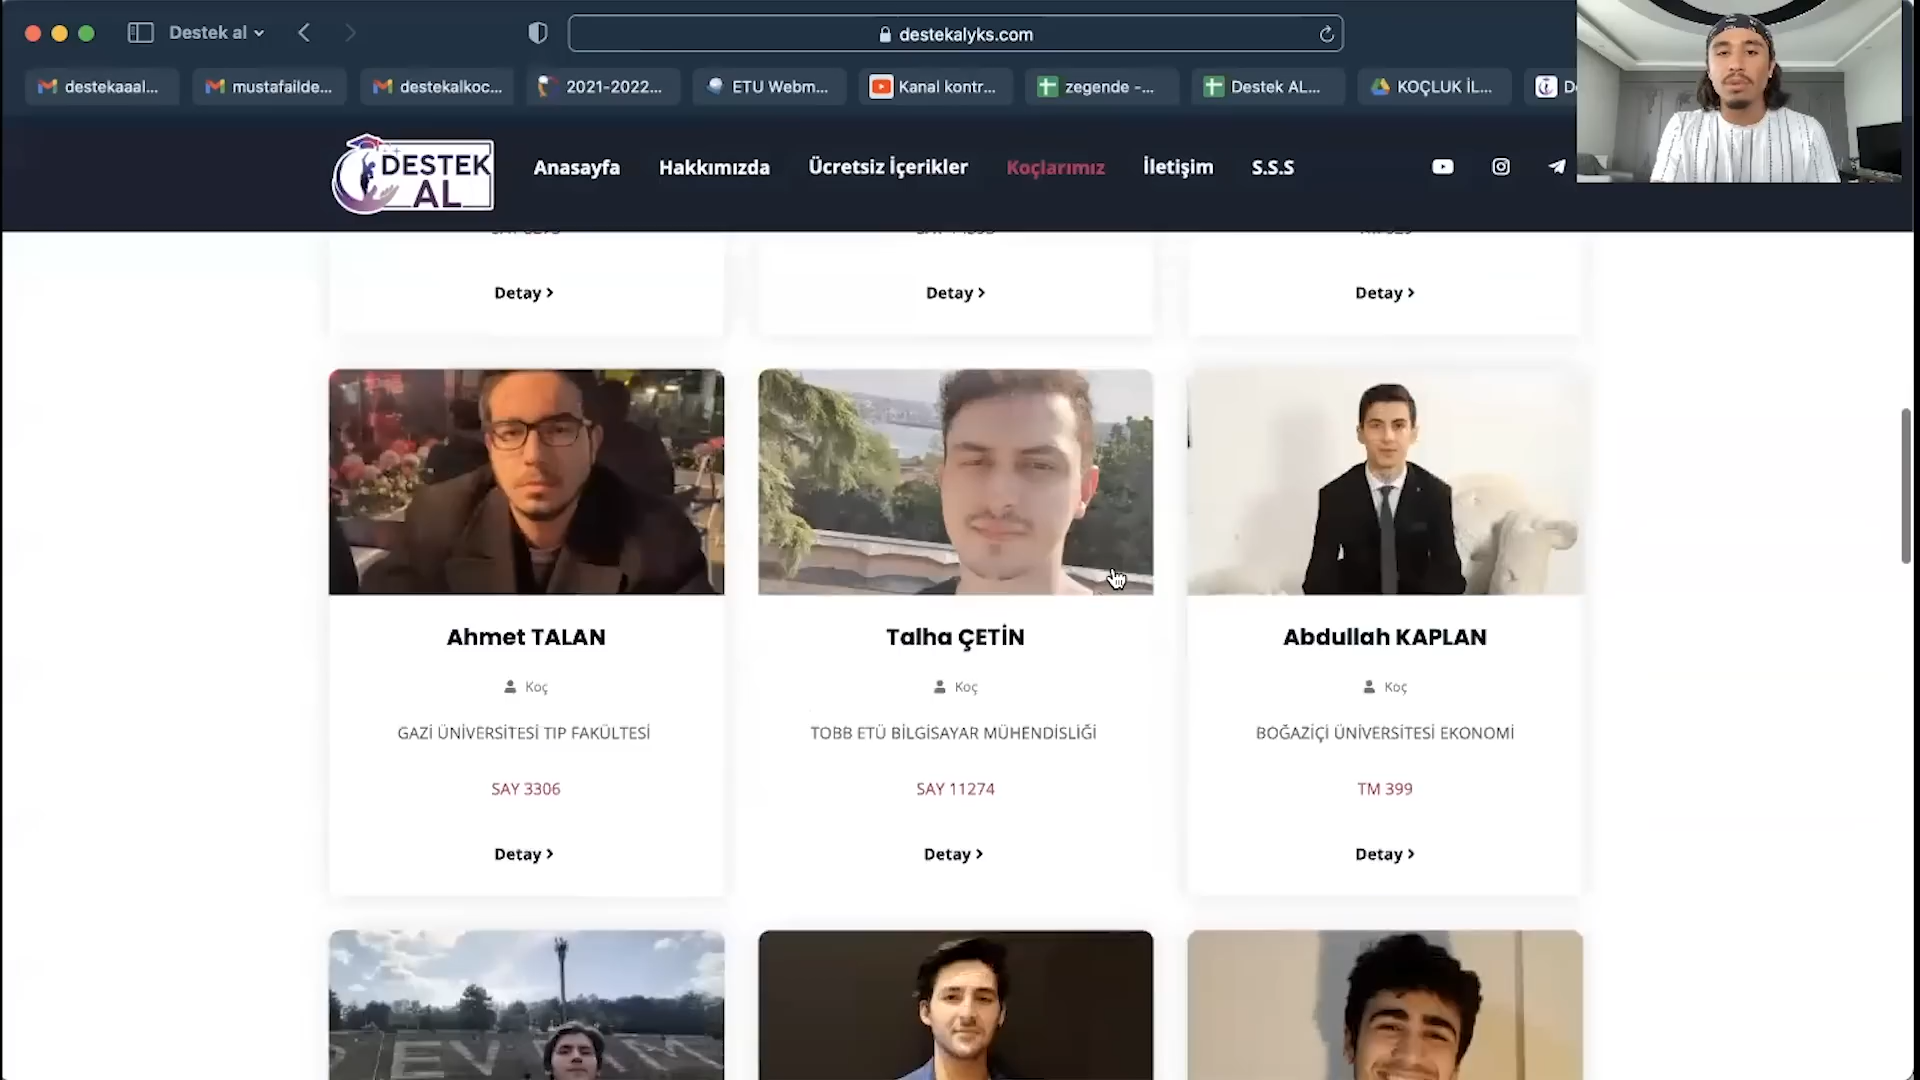 Destek al
destekalyks.com
destekaaal...
mustafailde...
destekalkoc...
2021-2022...
ETU Webm...
Kanal kontr...
zegende -...
Destek AL...
KOÇLUK İL...
DESTEK
AL
Anasayfa
Hakkımızda
Ücretsiz İçerikler
Koçlarımız
İletişim
S.S.S
Detay >
Detay >
Detay >
Ahmet TALAN
Talha ÇETİN
Abdullah KAPLAN
Koç
Koç
Koç
GAZİ ÜNİVERSİTESİ TIP FAKÜLTESİ
TOBB ETÜ BİLGİSAYAR MÜHENDİSLİĞİ
BOĞAZİÇİ ÜNİVERSİTESİ EKONOMİ
SAY 3306
SAY 11274
TM 399
Detay >
Detay >
Detay >